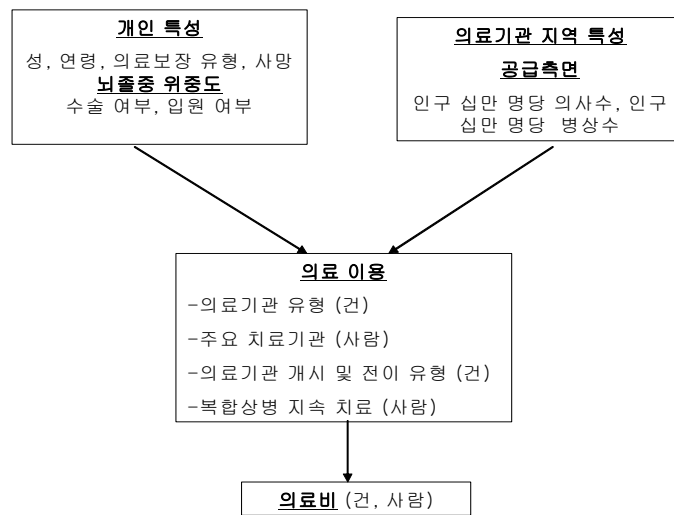 개인 특성
성, 연령, 의료보장 유형, 사망
뇌졸중 위중도
수술 여부, 입원 여부
의료기관 지역 특성
공급측면
인구 십만 명당 의사수, 인구
십만 명당 병상수
의료 이용
-의료기관 유형 (건)
-주요 치료기관 (사람)
-의료기관 개시 및 전이 유형 (건)
-복합상병 지속 치료 (사람)
의료비 (건, 사람)